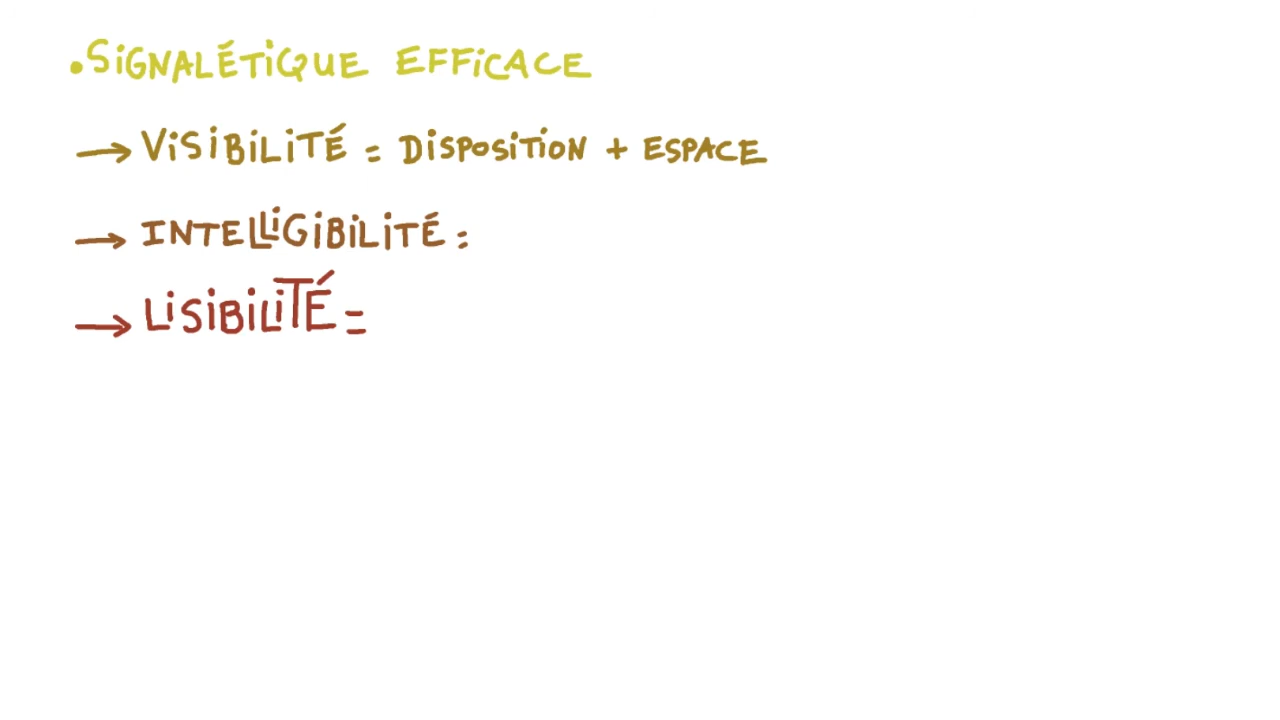 • SiGNALÉTiQUE EFFiCACE
→ ViSiBiLiTÉ = DiSPOSiTiON + ESPACE
→ INTELLiGiBiLiTÉ =
→ LiSiBiLiTÉ =